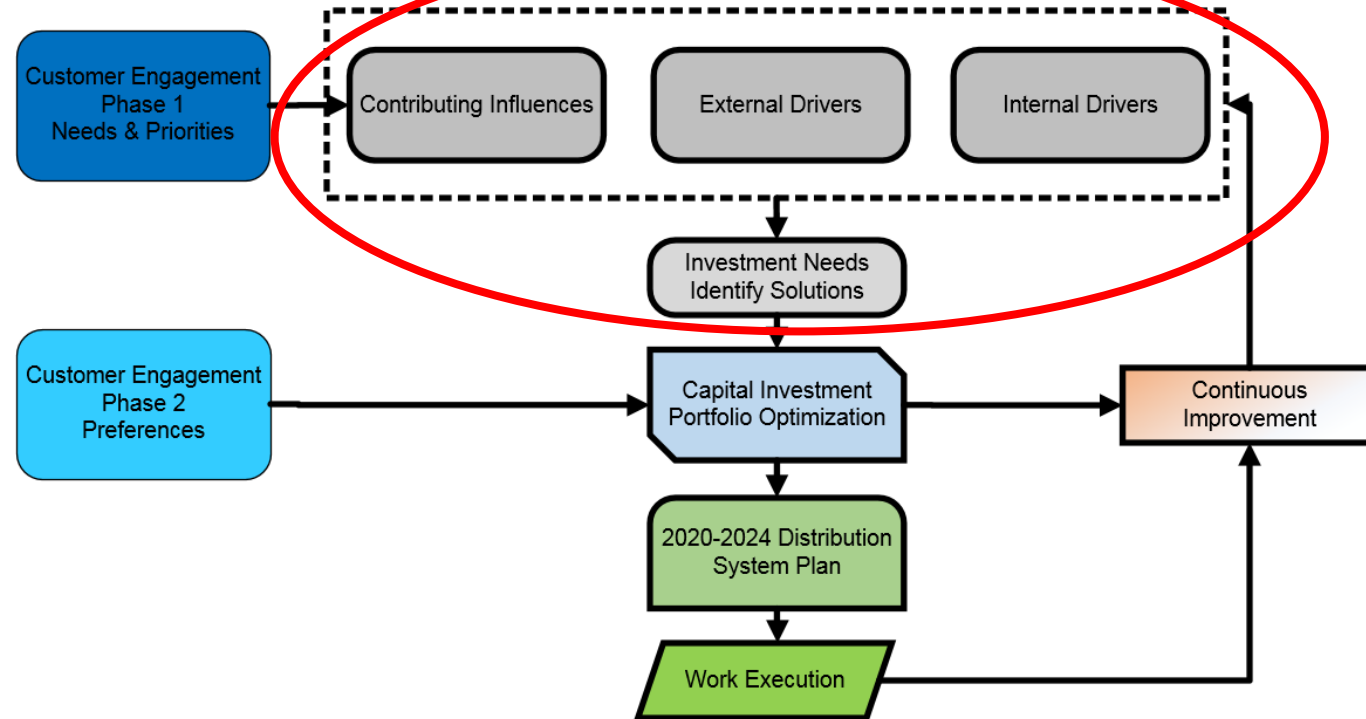 Customer Engagement
Phase 1
Needs & Priorities
Contributing Influences
External Drivers
Internal Drivers
Investment Needs
Identify Solutions
Customer Engagement
Phase 2
Preferences
Capital Investment
Portfolio Optimization
Continuous
Improvement
2020-2024 Distribution
System Plan
Work Execution